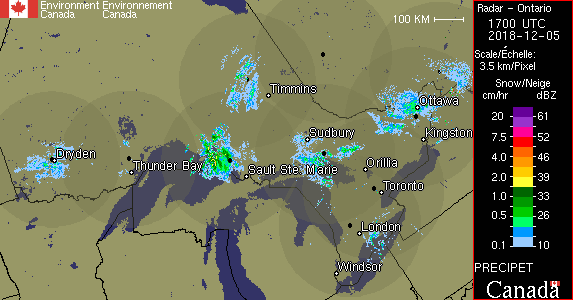 Environment Environnement
Canada Canada
100 KM
Timmins
Ottawa
Sudbury
Kingston
Dryden
Thunder Bay
Sault Ste. Marie
Orillia
Toronto
London
Windsor
Radar - Ontario
1700 UTC
2018-12-05
Scale/Échelle:
3.5 km/Pixel
Snow/Neige
cm/hr dBZ
20 61
7.5 52
4.0 46
2.0 39
1.0 33
0.5 26
0.1 10
PRECIPET
Canada